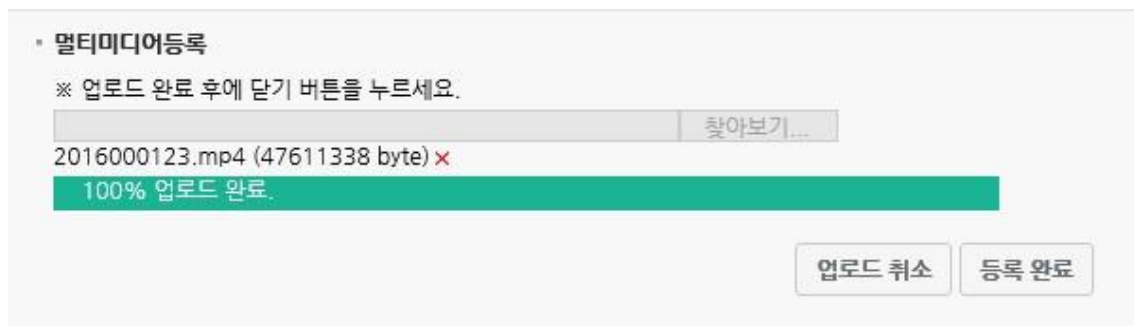 멀티미디어등록
※ 업로드 완료 후에 닫기 버튼을 누르세요.
찾아보기...
2016000123.mp4 (47611338 byte) ×
100% 업로드 완료.
업로드 취소 등록 완료